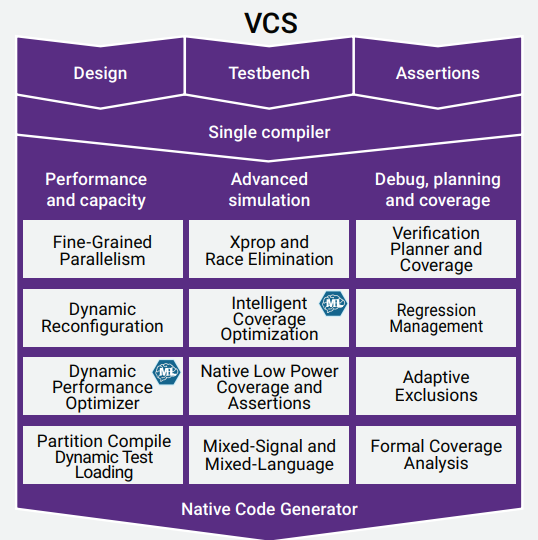 VCS
Design
Testbench
Assertions
Single compiler
Performance
and capacity
Advanced
simulation
Debug, planning
and coverage
Fine-Grained
Parallelism
Xprop and
Race Elimination
Verification
Planner and
Coverage
Dynamic
Reconfiguration
Intelligent
Coverage
Optimization
ML
Regression
Management
Dynamic
Performance
Optimizer
ML
Native Low Power
Coverage and
Assertions
Adaptive
Exclusions
Partition Compile
Dynamic Test
Loading
Mixed-Signal and
Mixed-Language
Formal Coverage
Analysis
Native Code Generator